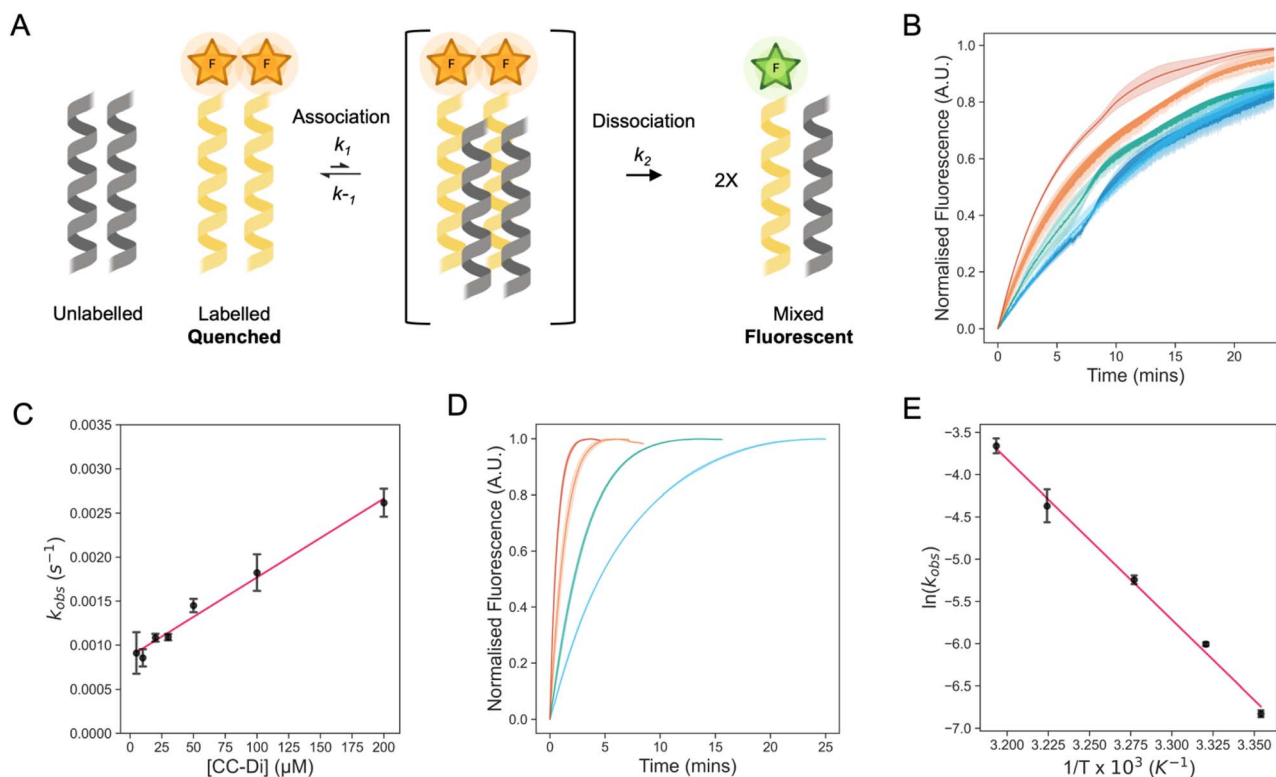 A
F F
F F
F
Association
k₁
k-₁
Dissociation
k₂
2X
Unlabelled
Labelled
Quenched
Mixed
Fluorescent
B
Normalised Fluorescence (A.U.)
1.0
0.8
0.6
0.4
0.2
0.0
0 5 10 15 20
Time (mins)
C
k_obs (s⁻¹)
0.0035
0.0030
0.0025
0.0020
0.0015
0.0010
0.0005
0.0000
0 25 50 75 100 125 150 175 200
[CC-Di] (µM)
D
Normalised Fluorescence (A.U.)
1.0
0.8
0.6
0.4
0.2
0.0
0 5 10 15 20 25
Time (mins)
E
ln(k_obs)
−3.5
−4.0
−4.5
−5.0
−5.5
−6.0
−6.5
−7.0
3.200 3.225 3.250 3.275 3.300 3.325 3.350
1/T x 10³ (K⁻¹)